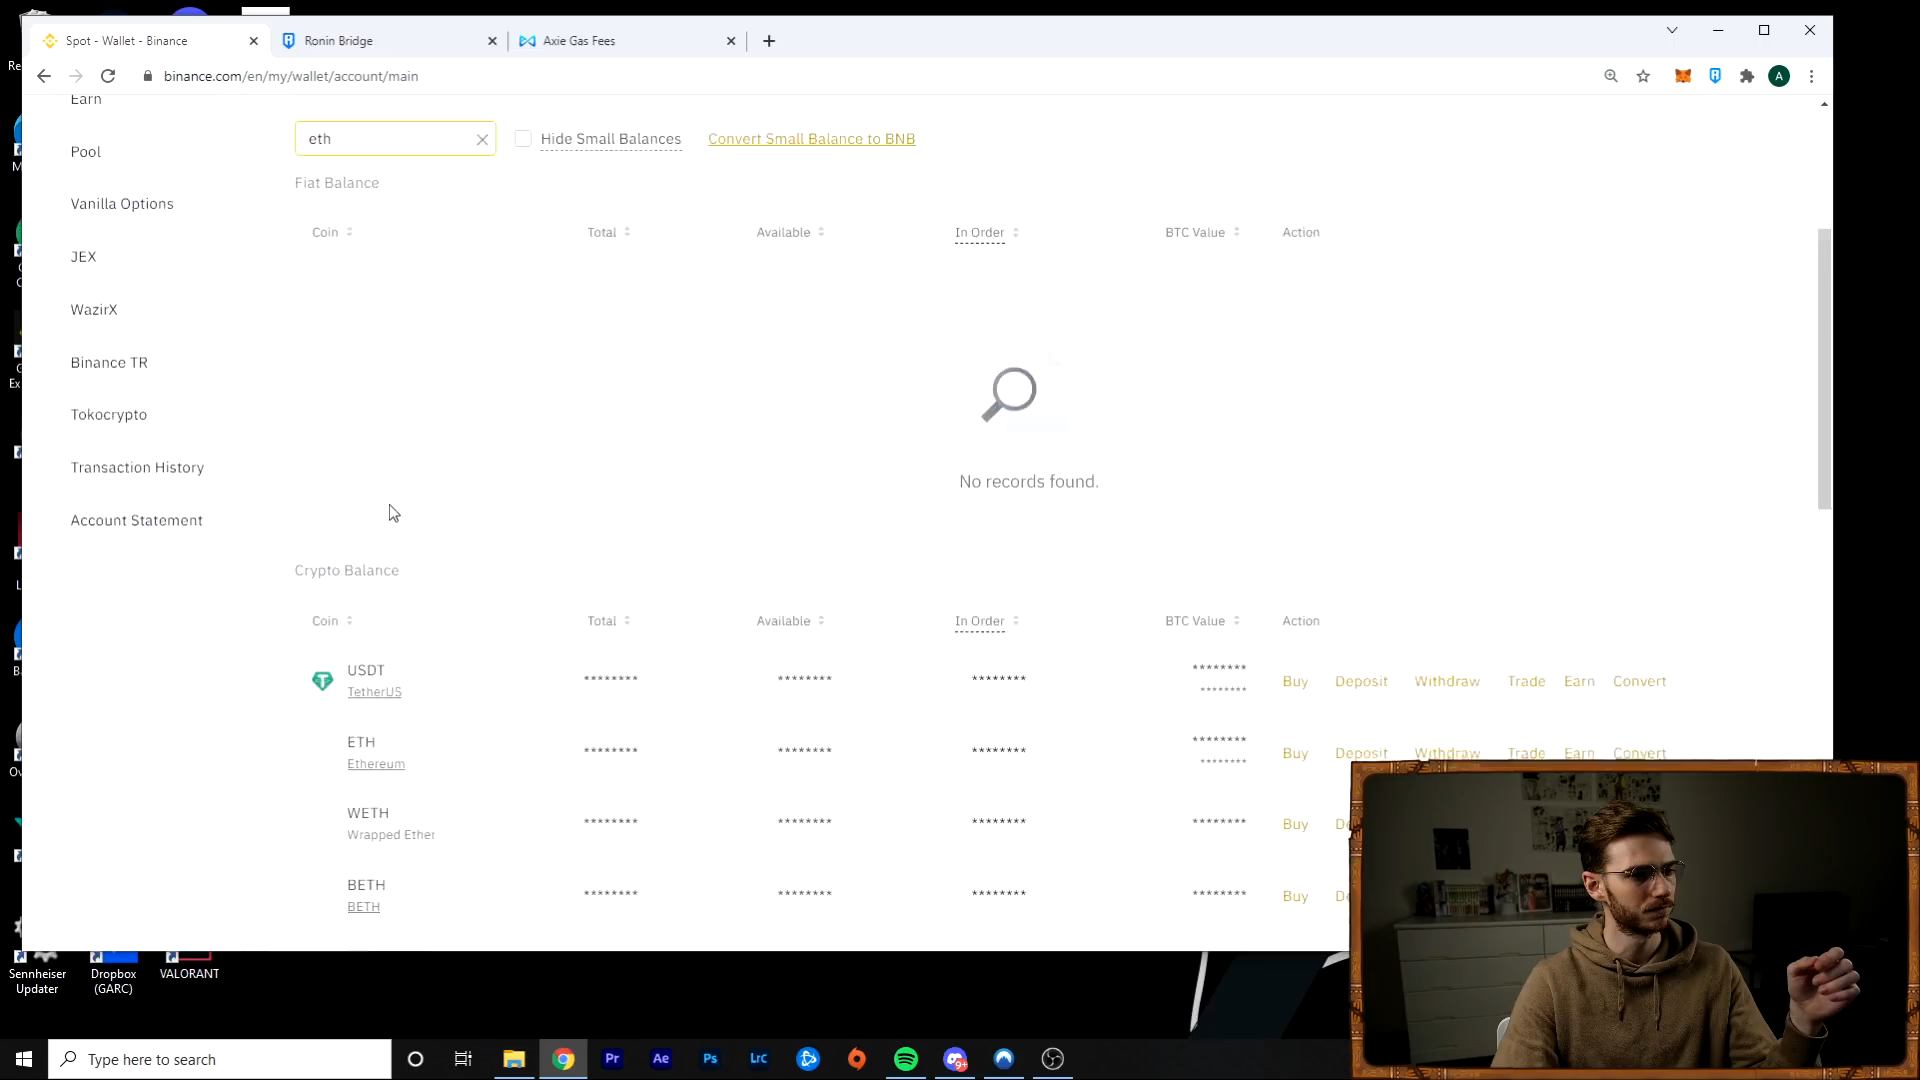 Spot - Wallet - Binance
Ronin Bridge
Axie Gas Fees
binance.com/en/my/wallet/account/main
A
Earn
Pool
Vanilla Options
JEX
WazirX
Binance TR
Tokocrypto
Transaction History
Account Statement
eth
Hide Small Balances
Convert Small Balance to BNB
Fiat Balance
Coin Total Available In Order BTC Value Action
No records found.
Crypto Balance
Coin Total Available In Order BTC Value Action
USDT
TetherUS
******** ******** ******** ******** ********
Buy Deposit Withdraw Trade Earn Convert
ETH
Ethereum
******** ******** ******** ******** ********
Buy Deposit Withdraw Trade Earn Convert
WETH
Wrapped Ether
******** ******** ******** ********
Buy
BETH
BETH
******** ******** ******** ********
Buy
Sennheiser
Updater
Dropbox
(GARC)
VALORANT
Type here to search
Pr
Ae
Ps
Lrc
9+